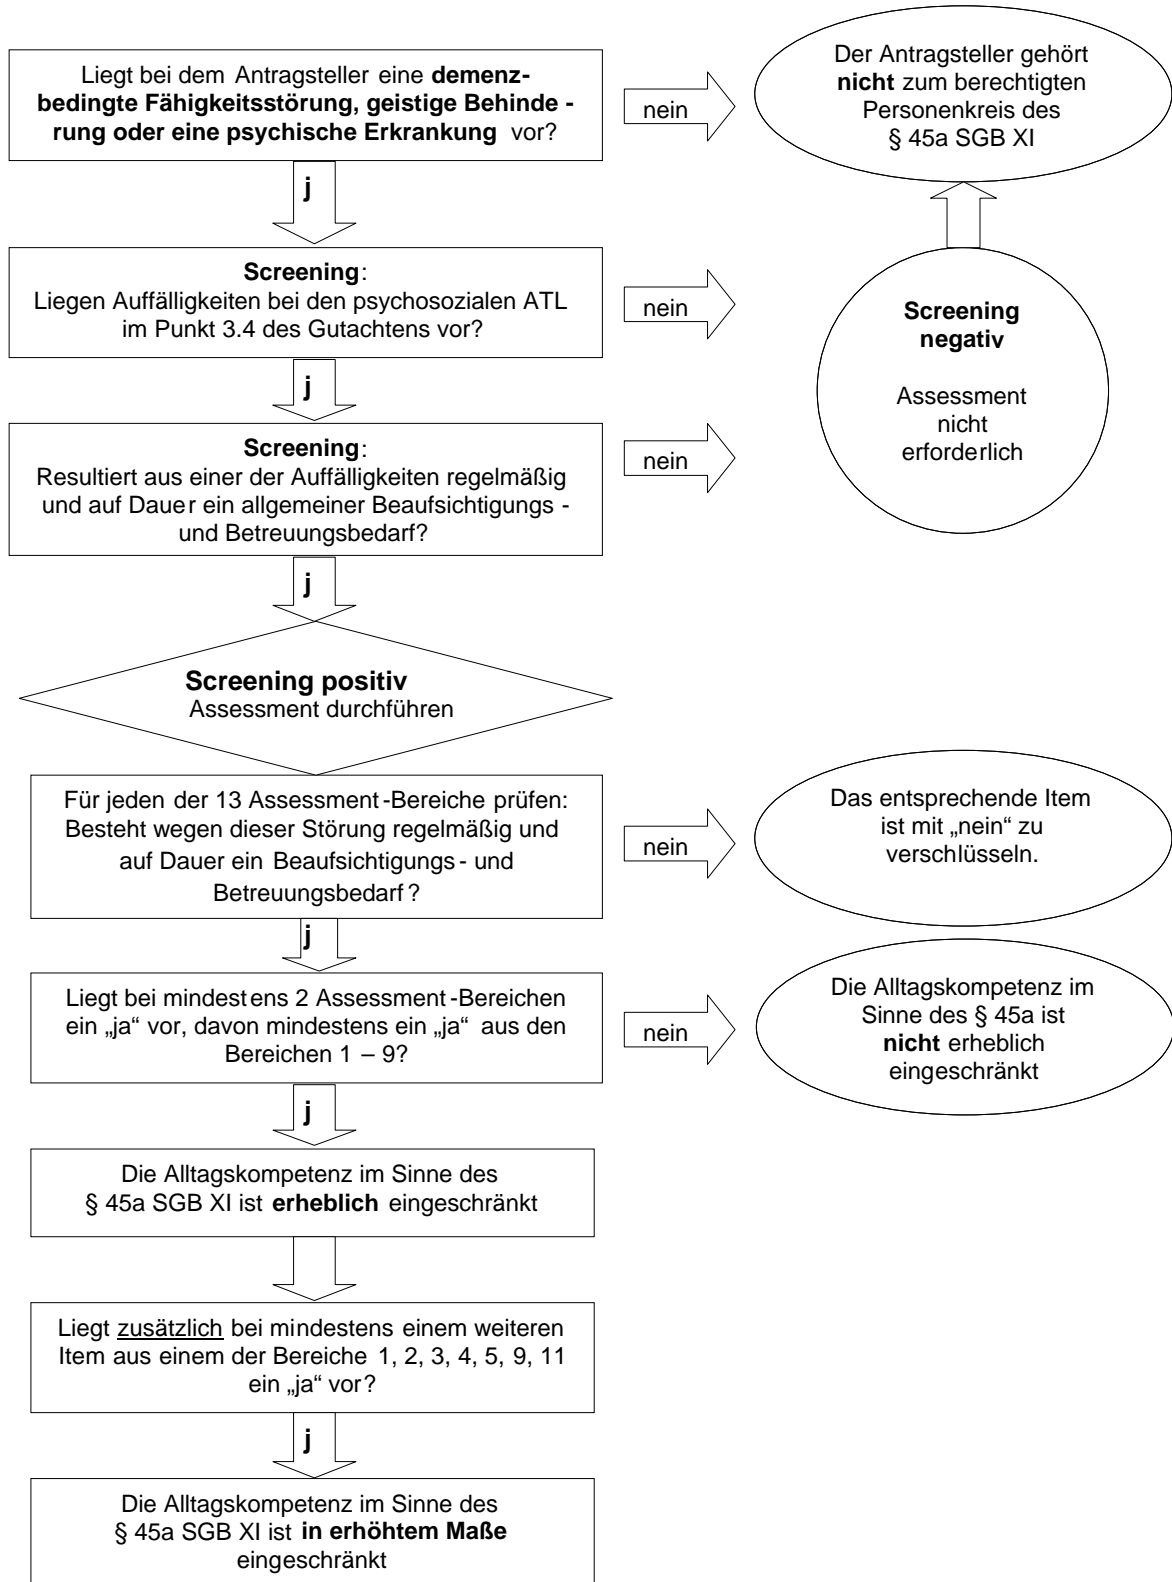 Liegt bei dem Antragsteller eine demenz-
bedingte Fähigkeitsstörung, geistige Behinde -
rung oder eine psychische Erkrankung vor?
nein
Der Antragsteller gehört
nicht zum berechtigten
Personenkreis des
§ 45a SGB XI
j
Screening:
Liegen Auffälligkeiten bei den psychosozialen ATL
im Punkt 3.4 des Gutachtens vor?
nein
Screening
negativ
Assessment
nicht
erforderlich
j
Screening:
Resultiert aus einer der Auffälligkeiten regelmäßig
und auf Dauer ein allgemeiner Beaufsichtigungs -
und Betreuungsbedarf?
nein
j
Screening positiv
Assessment durchführen
Für jeden der 13 Assessment-Bereiche prüfen:
Besteht wegen dieser Störung regelmäßig und
auf Dauer ein Beaufsichtigungs - und
Betreuungsbedarf?
nein
Das entsprechende Item
ist mit „nein“ zu
verschlüsseln.
j
Liegt bei mindestens 2 Assessment-Bereichen
ein „ja“ vor, davon mindestens ein „ja“ aus den
Bereichen 1 – 9?
nein
Die Alltagskompetenz im
Sinne des § 45a ist
nicht erheblich
eingeschränkt
j
Die Alltagskompetenz im Sinne des
§ 45a SGB XI ist erheblich eingeschränkt
Liegt zusätzlich bei mindestens einem weiteren
Item aus einem der Bereiche 1, 2, 3, 4, 5, 9, 11
ein „ja“ vor?
j
Die Alltagskompetenz im Sinne des
§ 45a SGB XI ist in erhöhtem Maße
eingeschränkt